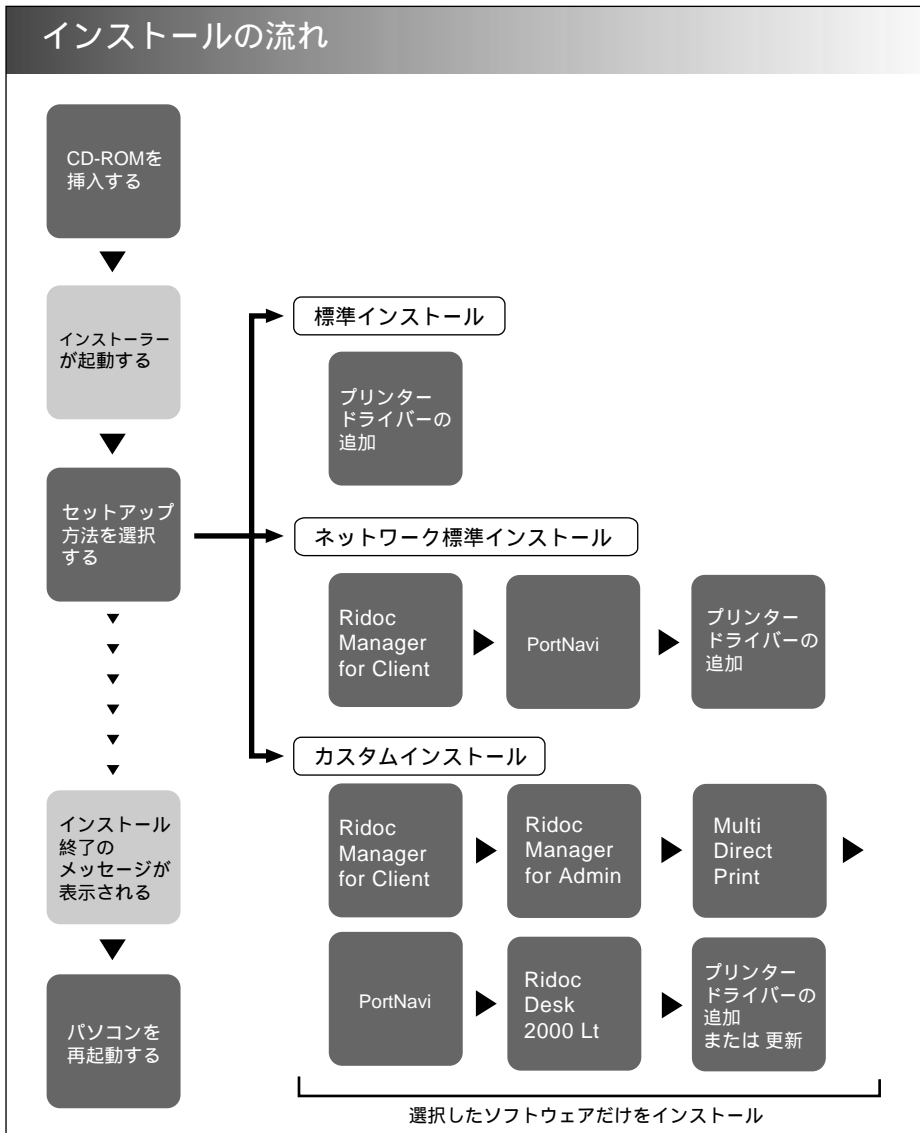 インストールの流れ
CD-ROMを
挿入する
インストーラー
が起動する
セットアップ
方法を選択
する
インストール
終了の
メッセージが
表示される
パソコンを
再起動する
標準インストール
プリンター
ドライバーの
追加
ネットワーク標準インストール
Ridoc
Manager
for Client
PortNavi
プリンター
ドライバーの
追加
カスタムインストール
Ridoc
Manager
for Client
Ridoc
Manager
for Admin
Multi
Direct
Print
PortNavi
Ridoc
Desk
2000 Lt
プリンター
ドライバーの
追加
または 更新
選択したソフトウェアだけをインストール